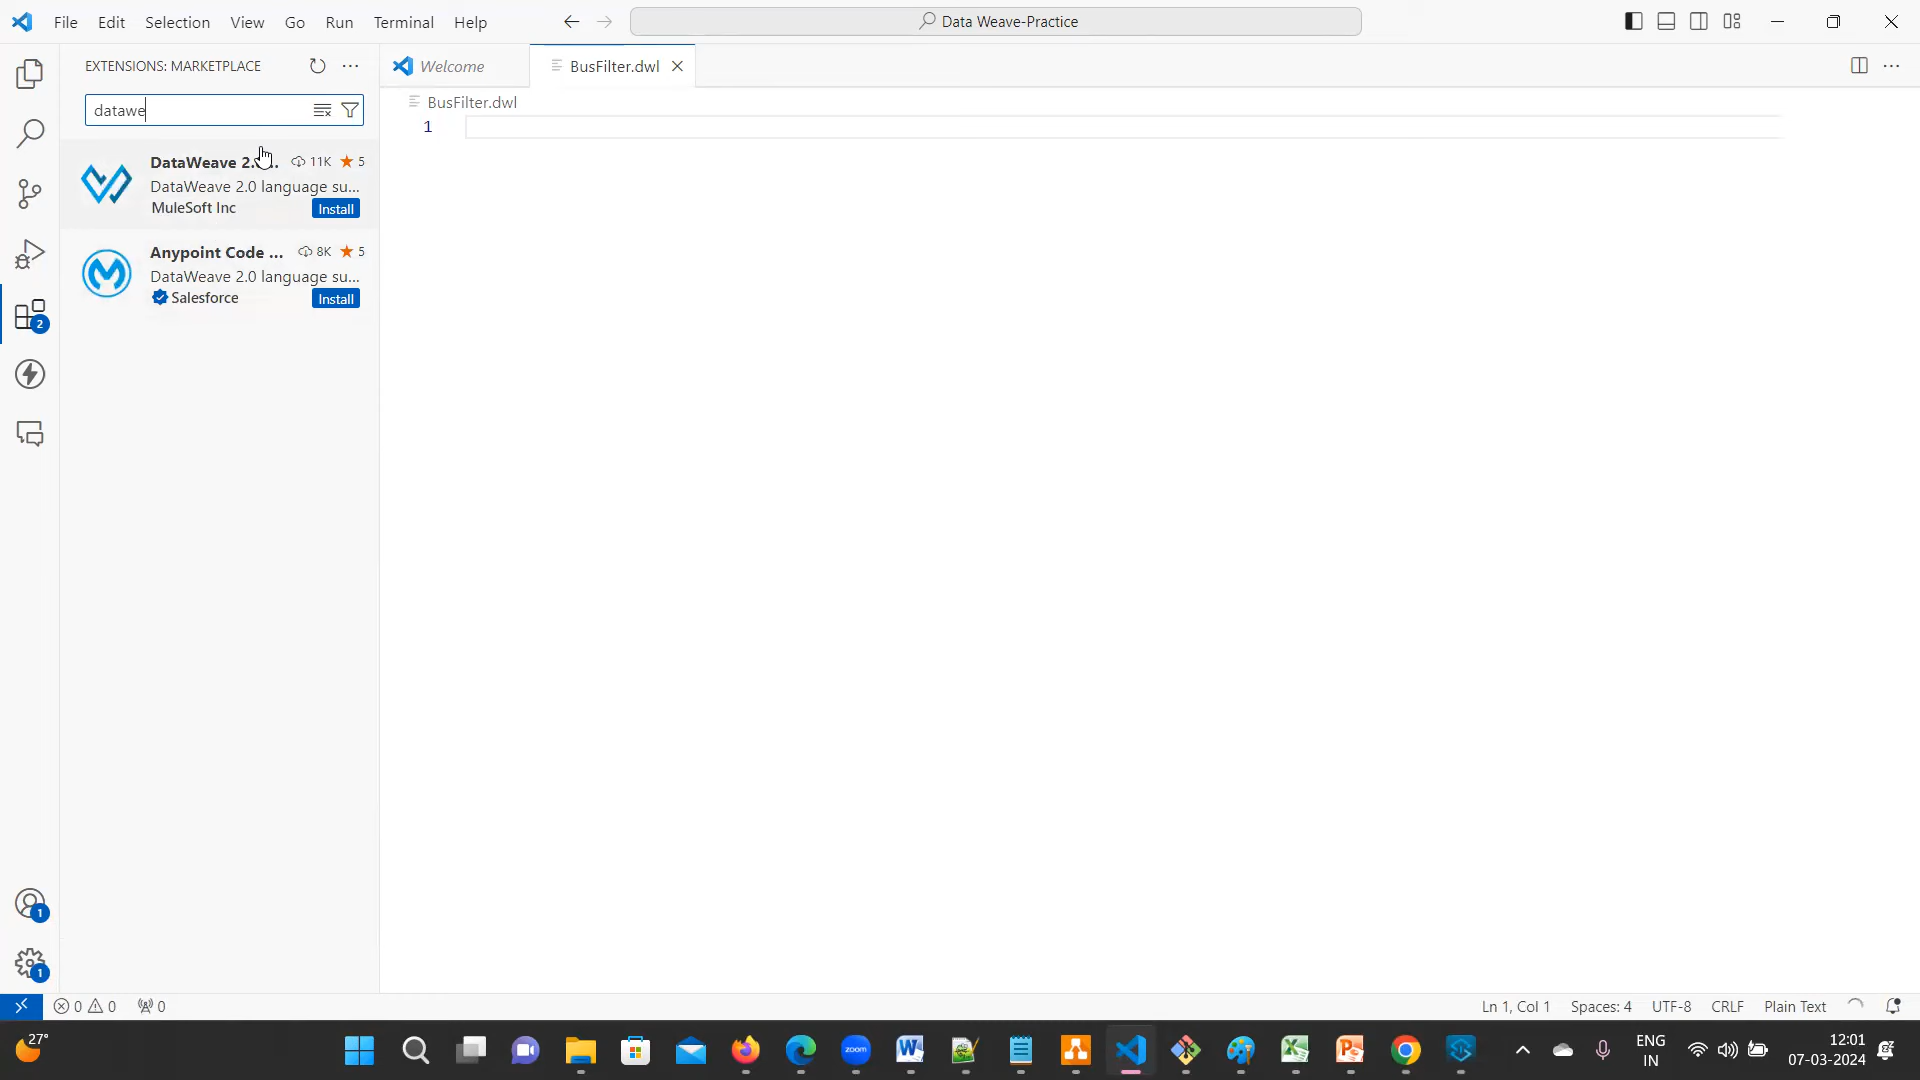 File Edit Selection View Go Run Terminal Help
Data Weave-Practice
EXTENSIONS: MARKETPLACE
Welcome
BusFilter.dwl
datawe
BusFilter.dwl
1
DataWeave 2.... 11K 5
DataWeave 2.0 language su...
MuleSoft Inc
Install
Anypoint Code ... 8K 5
DataWeave 2.0 language su...
Salesforce
Install
2
1
1
0 0 0
Ln 1, Col 1 Spaces: 4 UTF-8 CRLF Plain Text
27°
zoom
ENG
IN
12:01
07-03-2024